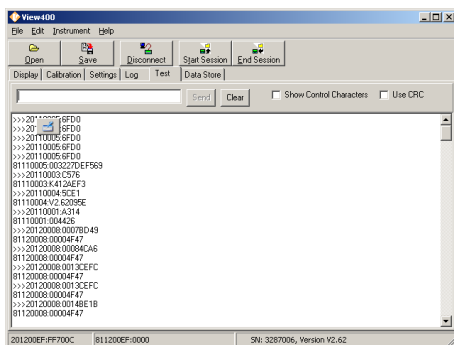 View400
File Edit Instrument Help
Open Save Disconnect Start Session End Session
Display Calibration Settings Log Test Data Store
Send Clear Show Control Characters Use CRC
>>>20110005:6FD0
>>>20110005:6FD0
>>>20110005:6FD0
>>>20110005:6FD0
81110005:003227DEF569
>>>20110003:C576
81110003:K412AEF3
>>>20110004:5CE1
81110004:V2.62095E
>>>20110001:A314
81110001:004426
>>>20120008:0007BD49
81120008:00004F47
>>>20120008:00084CA6
81120008:00004F47
>>>20120008:0013CEFC
81120008:00004F47
>>>20120008:0013CEFC
81120008:00004F47
>>>20120008:0014BE1B
81120008:00004F47
201200EF:FF700C 811200EF:0000 SN: 3287006, Version V2.62